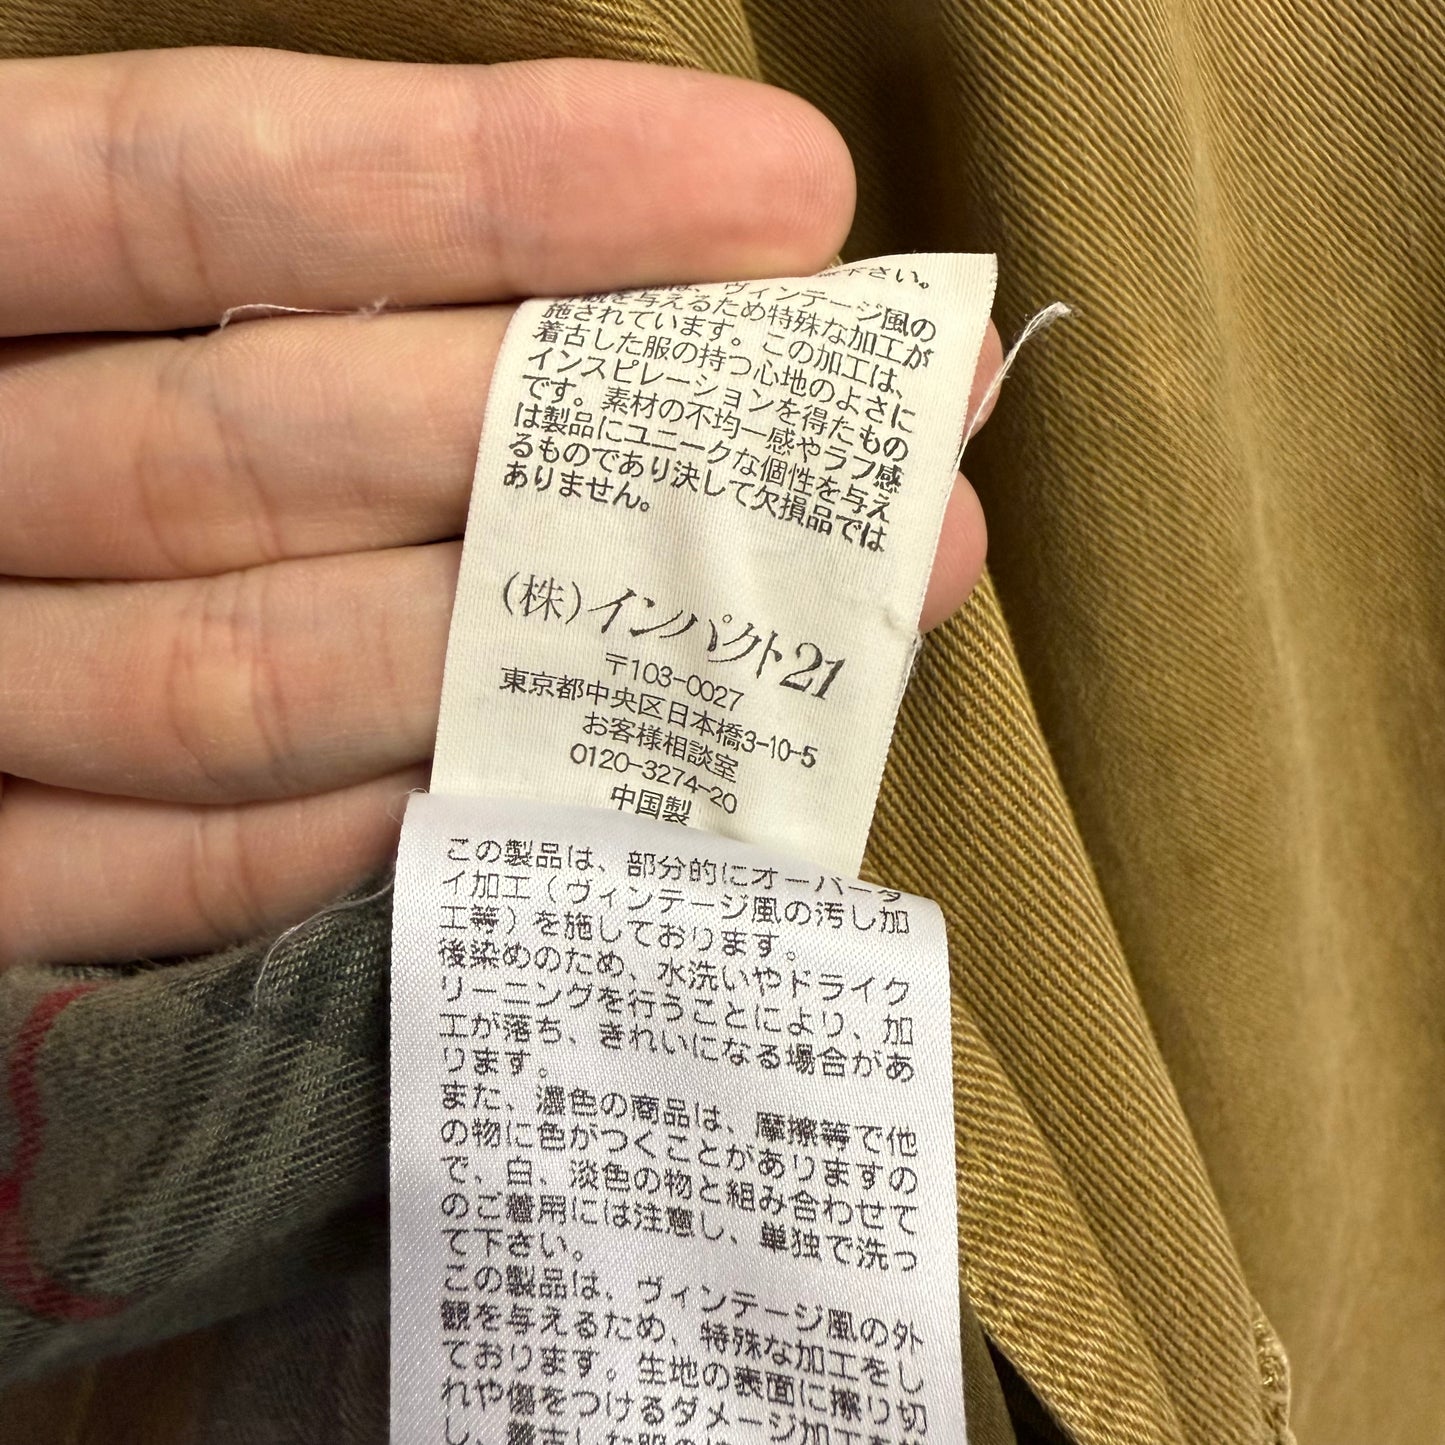 下さい。
は、ヴィンテージ風の
観を与えるため特殊な加工が
施されています。この加工は、
着古した服の持つ心地のよさに
インスピレーションを得たもの
です。素材の不均一感やラフ感
は製品にユニークな個性を与え
るものであり決して欠損品では
ありません。
(株)インパクト21
〒103-0027
東京都中央区日本橋3-10-5
お客様相談室
0120-3274-20
中国製
この製品は、部分的にオーバーダ
イ加工(ヴィンテージ風の汚し加
工等)を施しております。
後染めのため、水洗いやドライク
リーニングを行うことにより、加
工が落ち、きれいになる場合があ
ります。
また、濃色の商品は、摩擦等で他
の物に色がつくことがありますの
で、白、淡色の物と組み合わせて
のご着用には注意し、単独で洗っ
て下さい。
この製品は、ヴィンテージ風の外
観を与えるため、特殊な加工をし
ております。生地の表面に擦り切
れや傷をつけるダメージ加工を
し、着古した服の